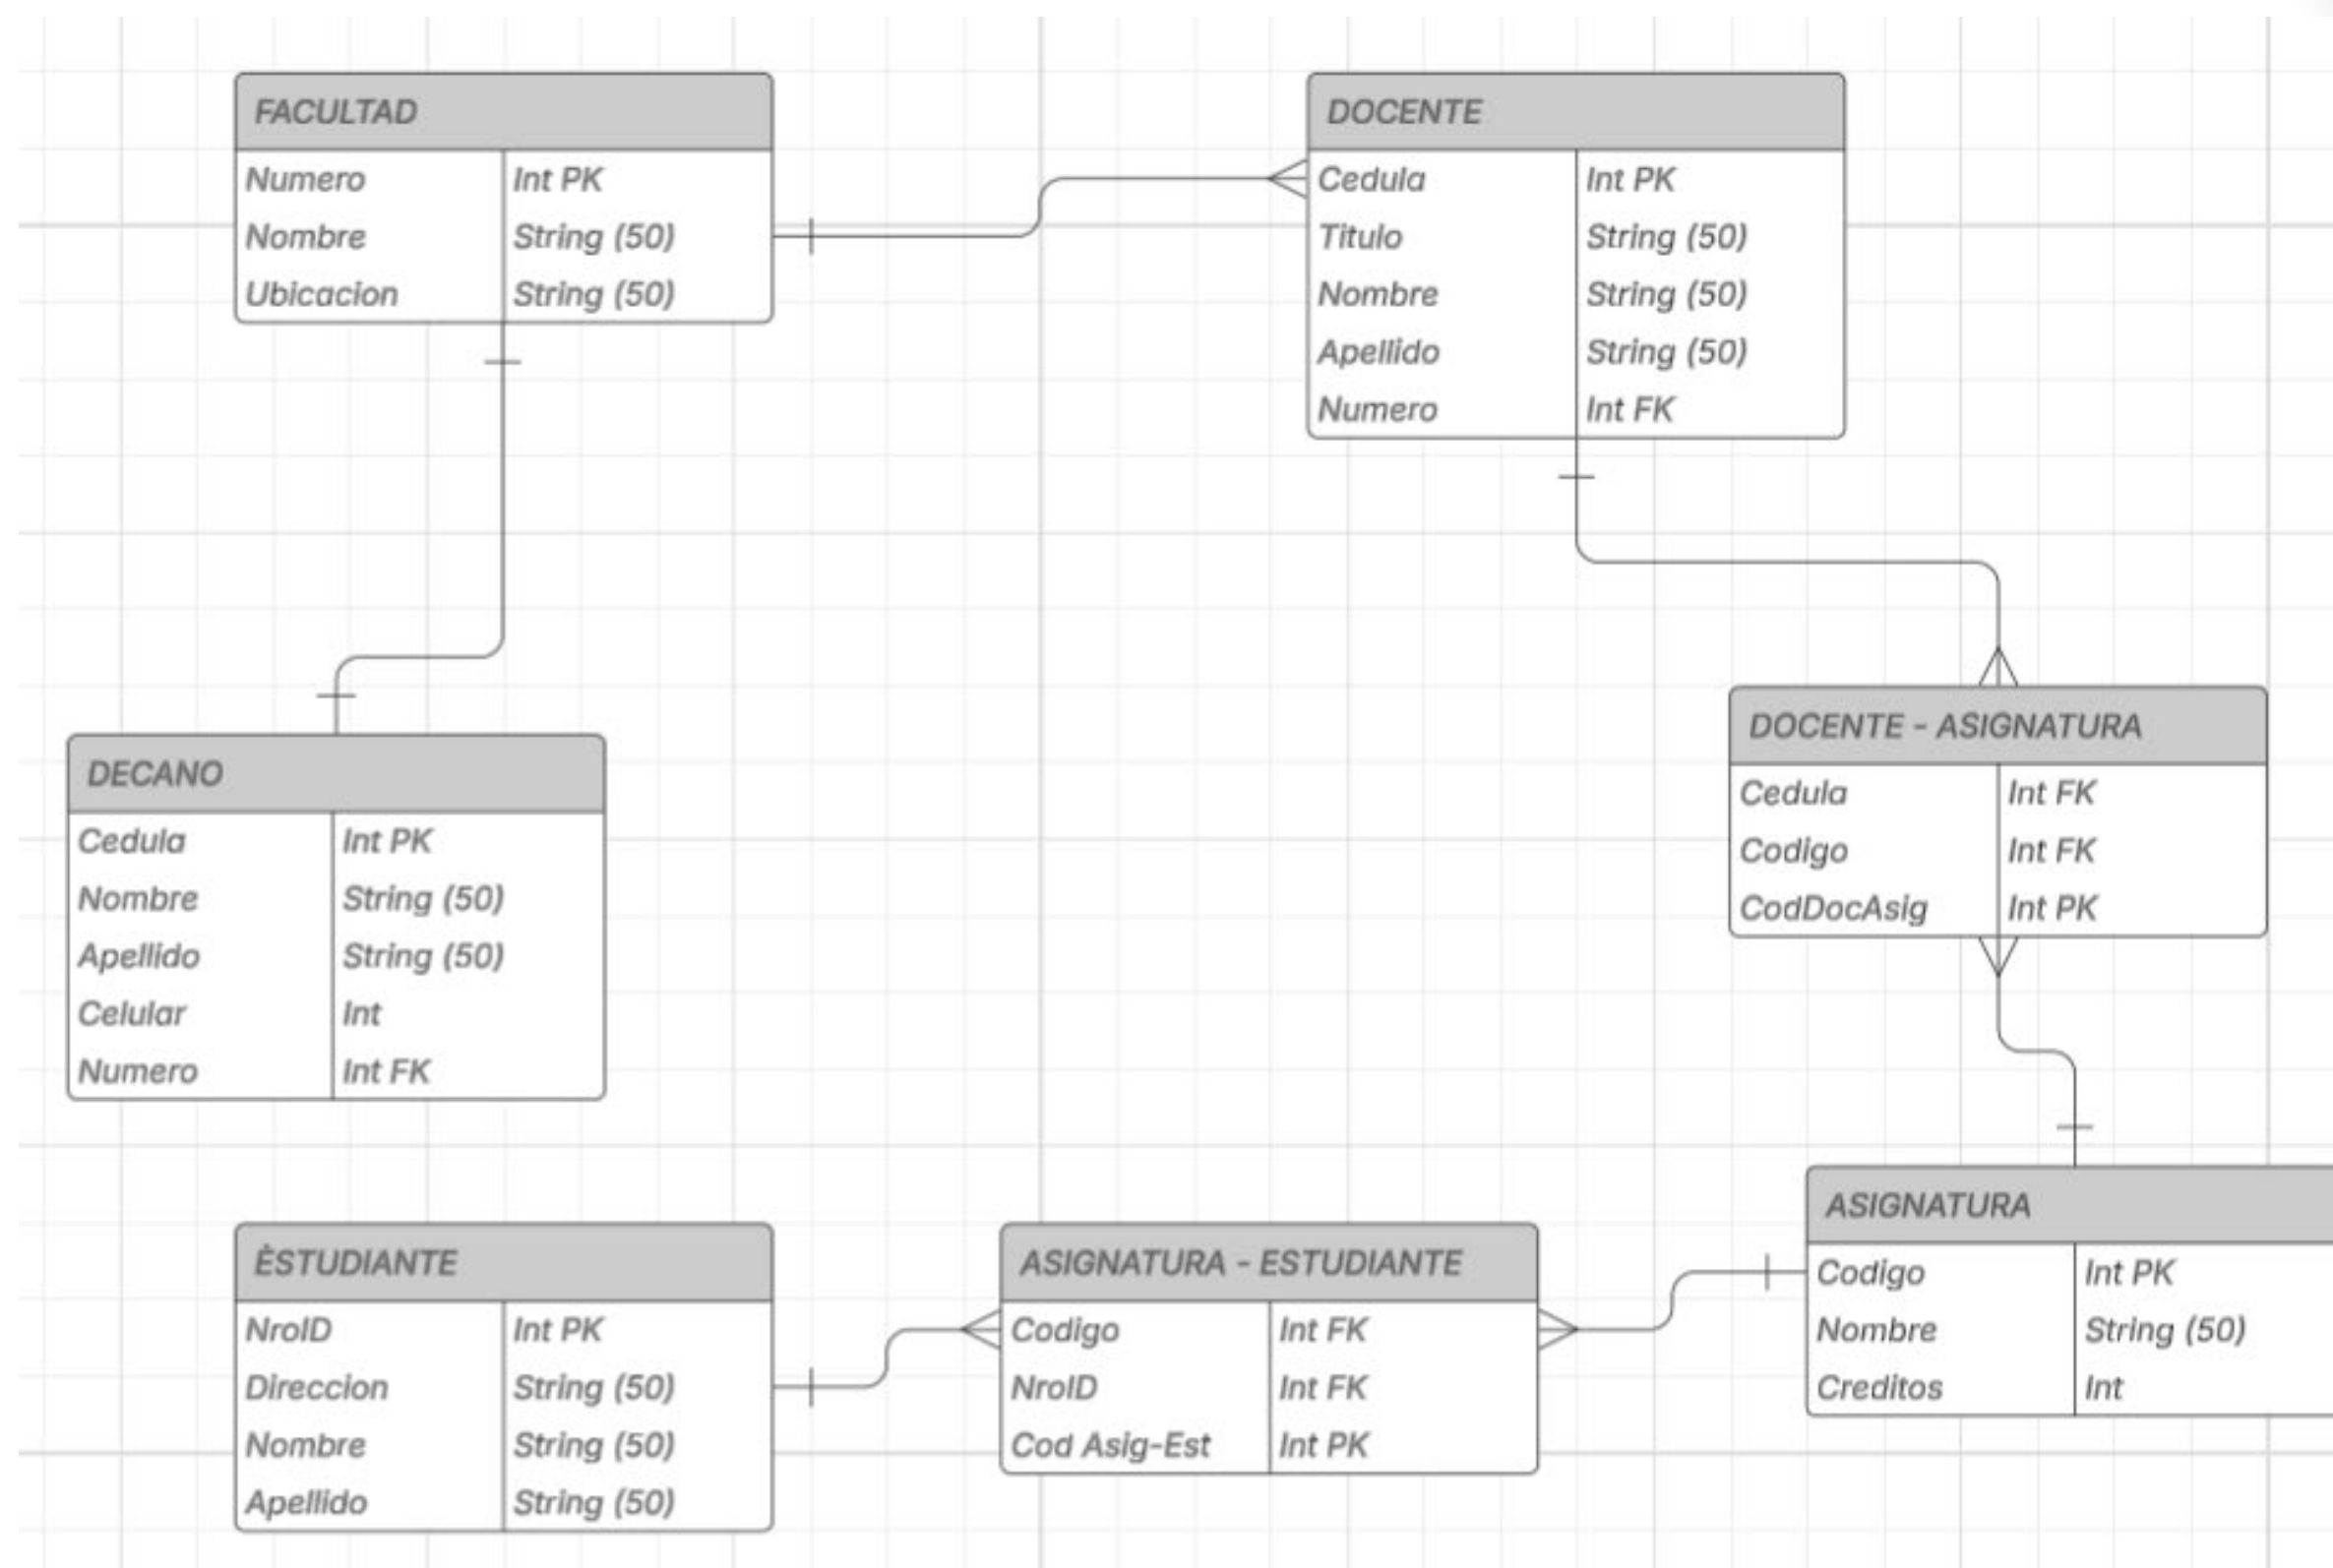 FACULTAD
Numero Int PK
Nombre String (50)
Ubicacion String (50)
DOCENTE
Cedula Int PK
Titulo String (50)
Nombre String (50)
Apellido String (50)
Numero Int FK
DECANO
Cedula Int PK
Nombre String (50)
Apellido String (50)
Celular Int
Numero Int FK
DOCENTE - ASIGNATURA
Cedula Int FK
Codigo Int FK
CodDocAsig Int PK
ÈSTUDIANTE
NroID Int PK
Direccion String (50)
Nombre String (50)
Apellido String (50)
ASIGNATURA - ESTUDIANTE
Codigo Int FK
NroID Int FK
Cod Asig-Est Int PK
ASIGNATURA
Codigo Int PK
Nombre String (50)
Creditos Int